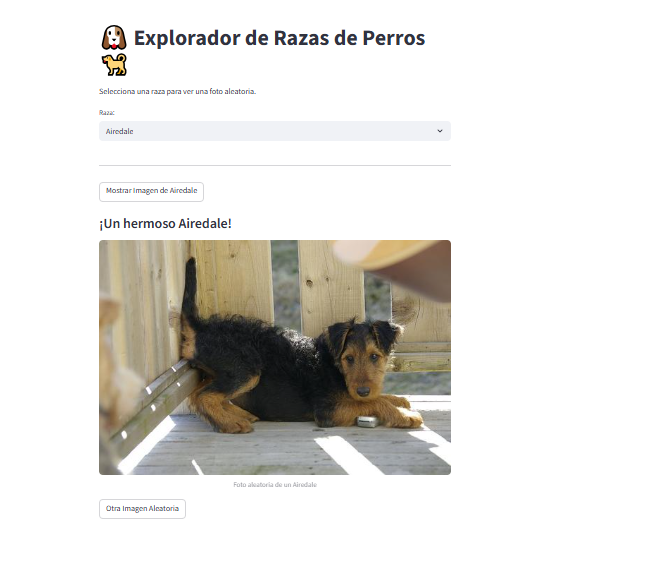 Explorador de Razas de Perros
Selecciona una raza para ver una foto aleatoria.
Raza:
Airedale
Mostrar Imagen de Airedale
¡Un hermoso Airedale!
Foto aleatoria de un Airedale
Otra Imagen Aleatoria